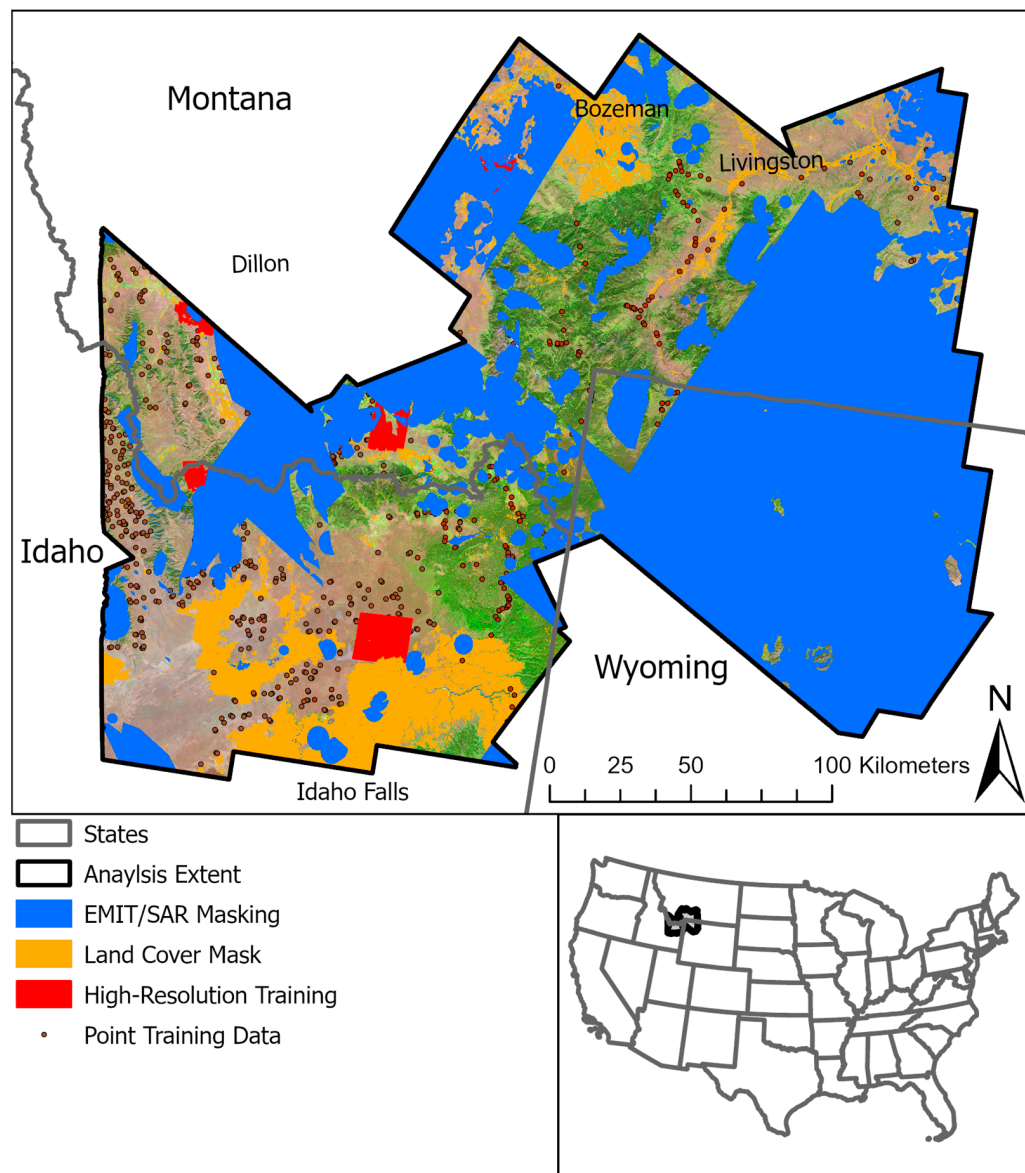 Montana
Bozeman
Livingston
Dillon
Idaho
Wyoming
N
0 25 50 100 Kilometers
Idaho Falls
States
Anaylsis Extent
EMIT/SAR Masking
Land Cover Mask
High-Resolution Training
Point Training Data